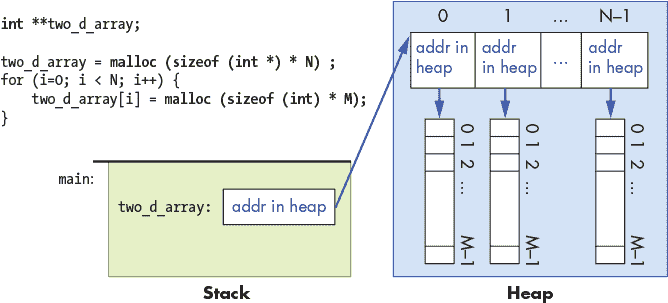 int **two_d_array;
two_d_array = malloc (sizeof (int *) * N) ;
for (i=0; i < N; i++) {
    two_d_array[i] = malloc (sizeof (int) * M);
}
main:
two_d_array: addr in heap
Stack
0 1 ... N–1
addr in heap addr in heap ... addr in heap
0 1 2 ... M–1
0 1 2 ... M–1
0 1 2 ... M–1
Heap